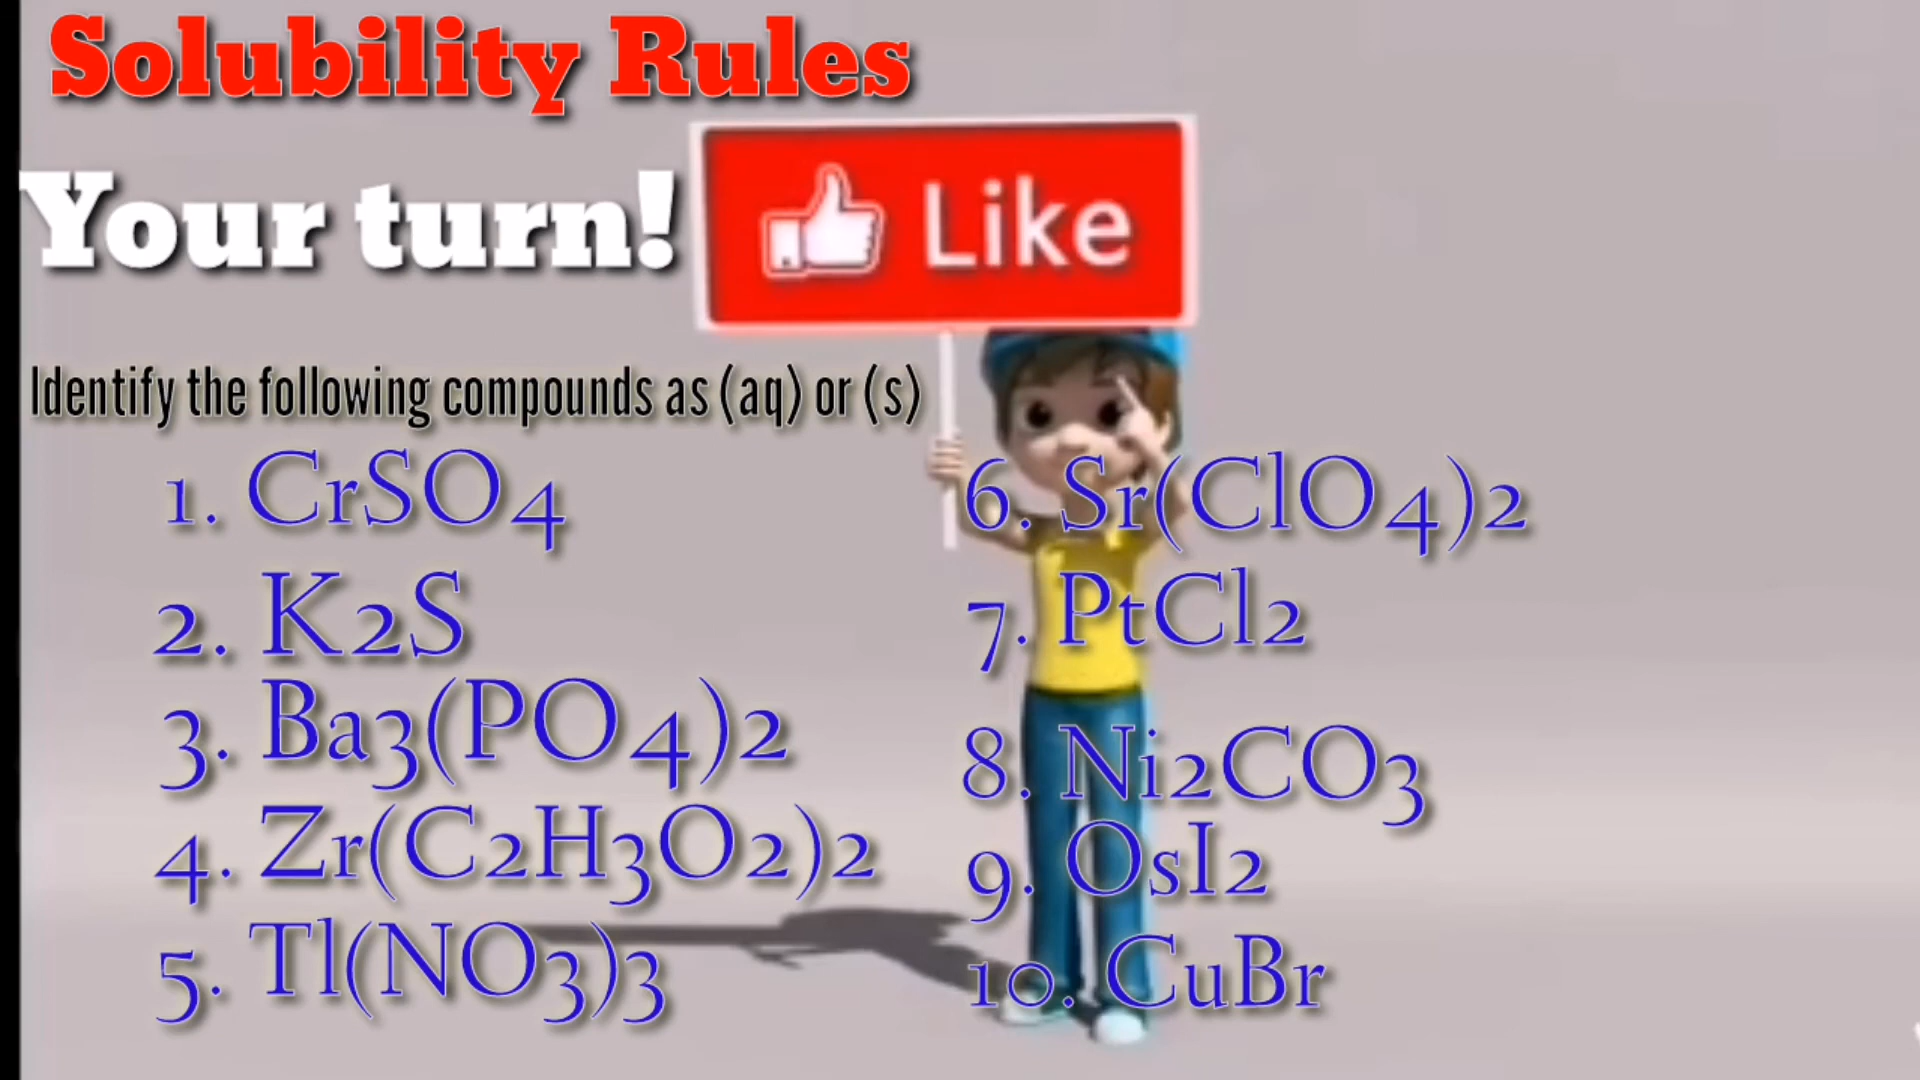 Solubility Rules
Your turn!
Like
Identify the following compounds as (aq) or (s)
1. CrSO4
2. K2S
3. Ba3(PO4)2
4. Zr(C2H3O2)2
5. Tl(NO3)3
6. Sr(ClO4)2
7. PtCl2
8. Ni2CO3
9. OsI2
10. CuBr